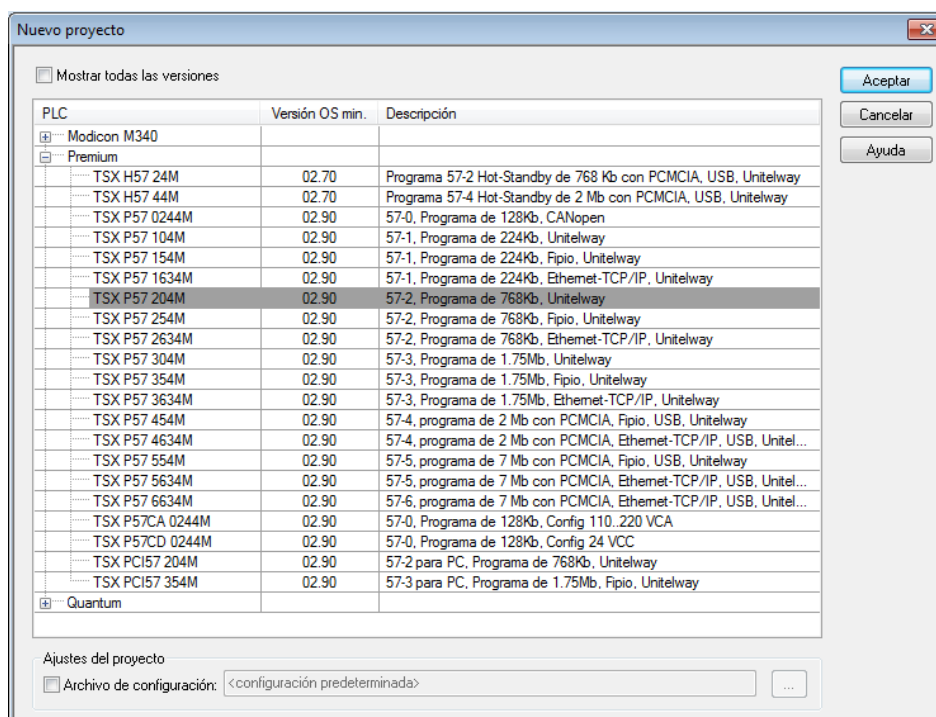 Nuevo proyecto
Mostrar todas las versiones
Aceptar
Cancelar
Ayuda
PLC Versión OS min. Descripción
Modicon M340
Premium
TSX H57 24M 02.70 Programa 57-2 Hot-Standby de 768 Kb con PCMCIA, USB, Unitelway
TSX H57 44M 02.70 Programa 57-4 Hot-Standby de 2 Mb con PCMCIA, USB, Unitelway
TSX P57 0244M 02.90 57-0, Programa de 128Kb, CANopen
TSX P57 104M 02.90 57-1, Programa de 224Kb, Unitelway
TSX P57 154M 02.90 57-1, Programa de 224Kb, Fipio, Unitelway
TSX P57 1634M 02.90 57-1, Programa de 224Kb, Ethernet-TCP/IP, Unitelway
TSX P57 204M 02.90 57-2, Programa de 768Kb, Unitelway
TSX P57 254M 02.90 57-2, Programa de 768Kb, Fipio, Unitelway
TSX P57 2634M 02.90 57-2, Programa de 768Kb, Ethernet-TCP/IP, Unitelway
TSX P57 304M 02.90 57-3, Programa de 1.75Mb, Unitelway
TSX P57 354M 02.90 57-3, Programa de 1.75Mb, Fipio, Unitelway
TSX P57 3634M 02.90 57-3, Programa de 1.75Mb, Ethernet-TCP/IP, Unitelway
TSX P57 454M 02.90 57-4, programa de 2 Mb con PCMCIA, Fipio, USB, Unitelway
TSX P57 4634M 02.90 57-4, programa de 2 Mb con PCMCIA, Ethernet-TCP/IP, USB, Unitel...
TSX P57 554M 02.90 57-5, programa de 7 Mb con PCMCIA, Fipio, USB, Unitelway
TSX P57 5634M 02.90 57-5, programa de 7 Mb con PCMCIA, Ethernet-TCP/IP, USB, Unitel...
TSX P57 6634M 02.90 57-6, programa de 7 Mb con PCMCIA, Ethernet-TCP/IP, USB, Unitel...
TSX P57CA 0244M 02.90 57-0, Programa de 128Kb, Config 110..220 VCA
TSX P57CD 0244M 02.90 57-0, Programa de 128Kb, Config 24 VCC
TSX PCI57 204M 02.90 57-2 para PC, Programa de 768Kb, Unitelway
TSX PCI57 354M 02.90 57-3 para PC, Programa de 1.75Mb, Fipio, Unitelway
Quantum
Ajustes del proyecto
Archivo de configuración: <configuración predeterminada> ...